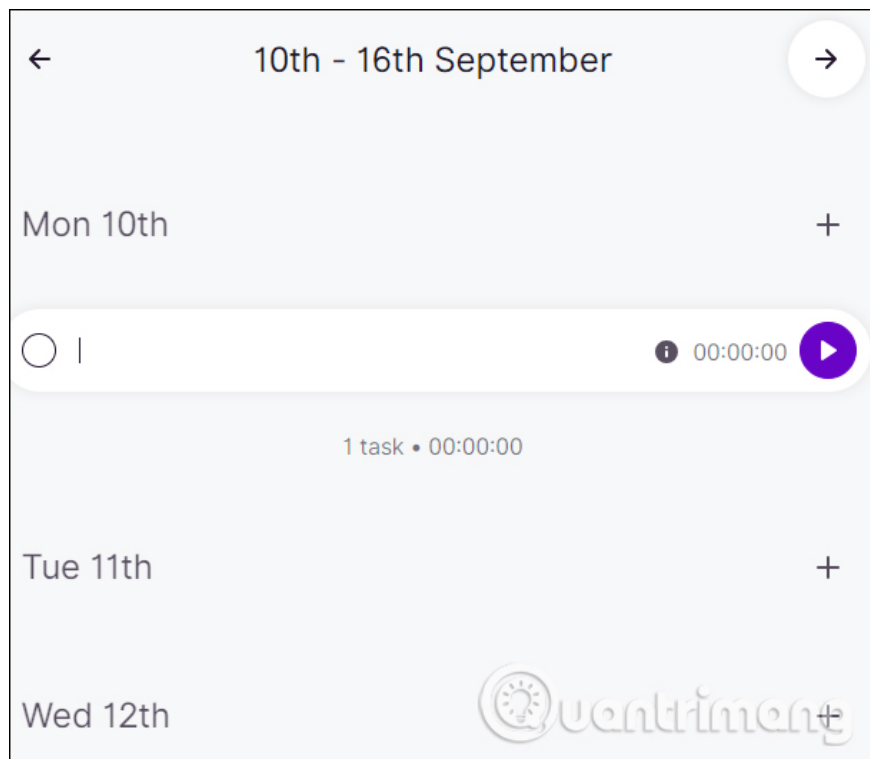 10th - 16th September
Mon 10th
00:00:00
1 task • 00:00:00
Tue 11th
Wed 12th
Quantrimang